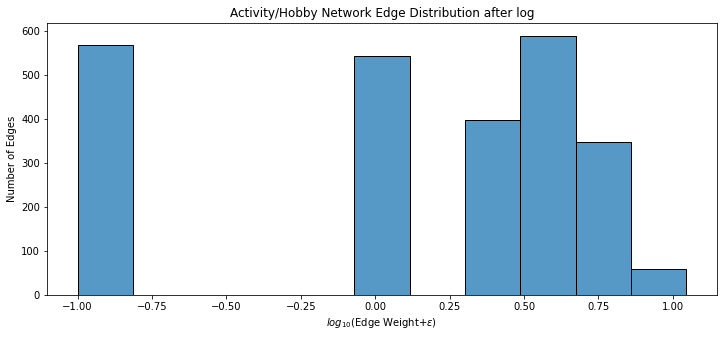 Activity/Hobby Network Edge Distribution after log
600
500
400
300
200
100
0
Number of Edges
−1.00 −0.75 −0.50 −0.25 0.00 0.25 0.50 0.75 1.00
log₁₀(Edge Weight+ε)